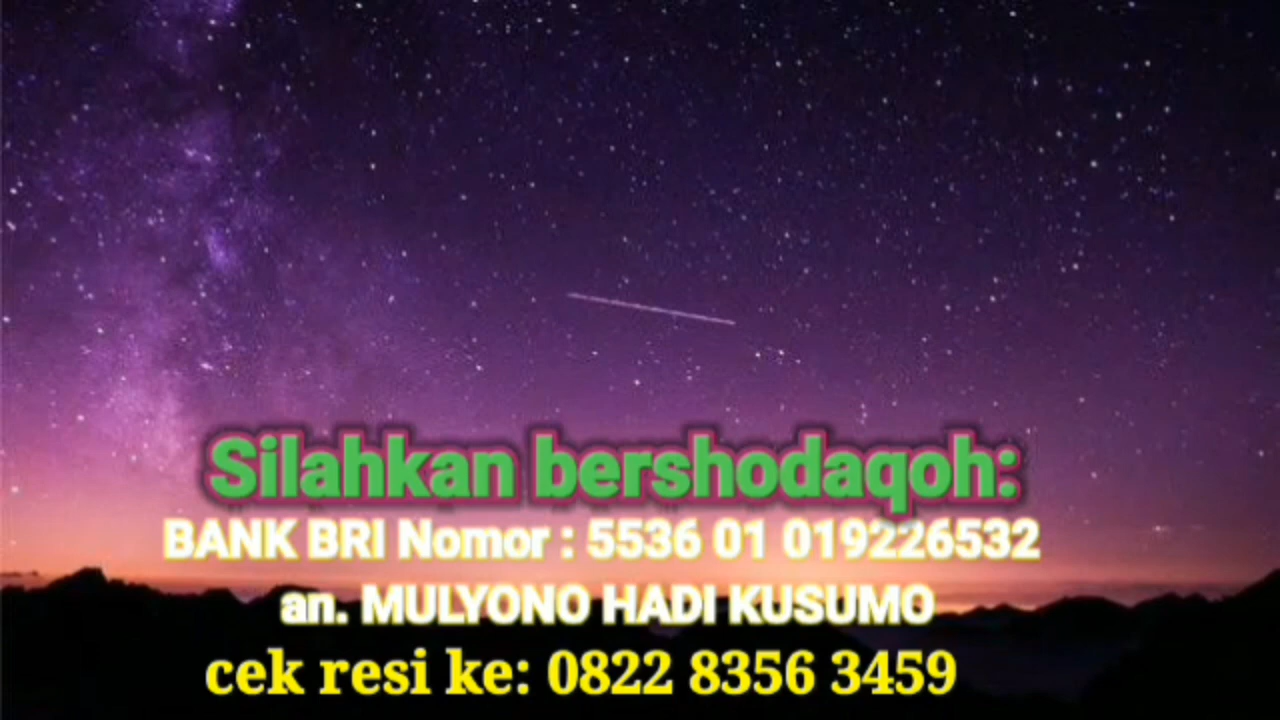 Silahkan bershodaqoh:
BANK BRI Nomor : 5536 01 019226532
an. MULYONO HADI KUSUMO
cek resi ke: 0822 8356 3459